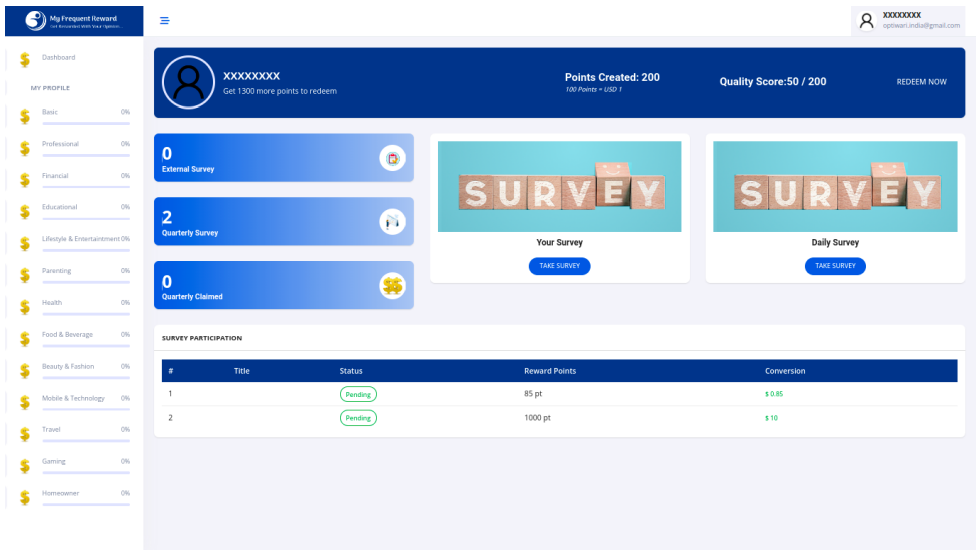 My Frequent Reward
Get Rewarded With Your Opinion...
XXXXXXXX
optiwari.india@gmail.com
Dashboard
MY PROFILE
Basic 0%
Professional 0%
Financial 0%
Educational 0%
Lifestyle & Entertaintment 0%
Parenting 0%
Health 0%
Food & Beverage 0%
Beauty & Fashion 0%
Mobile & Technology 0%
Travel 0%
Gaming 0%
Homeowner 0%
XXXXXXXX
Get 1300 more points to redeem
Points Created: 200
100 Points = USD 1
Quality Score:50 / 200
REDEEM NOW
0
External Survey
2
Quarterly Survey
0
Quarterly Claimed
SURVEY
Your Survey
TAKE SURVEY
SURVEY
Daily Survey
TAKE SURVEY
SURVEY PARTICIPATION
# Title Status Reward Points Conversion
1 Pending 85 pt $ 0.85
2 Pending 1000 pt $ 10